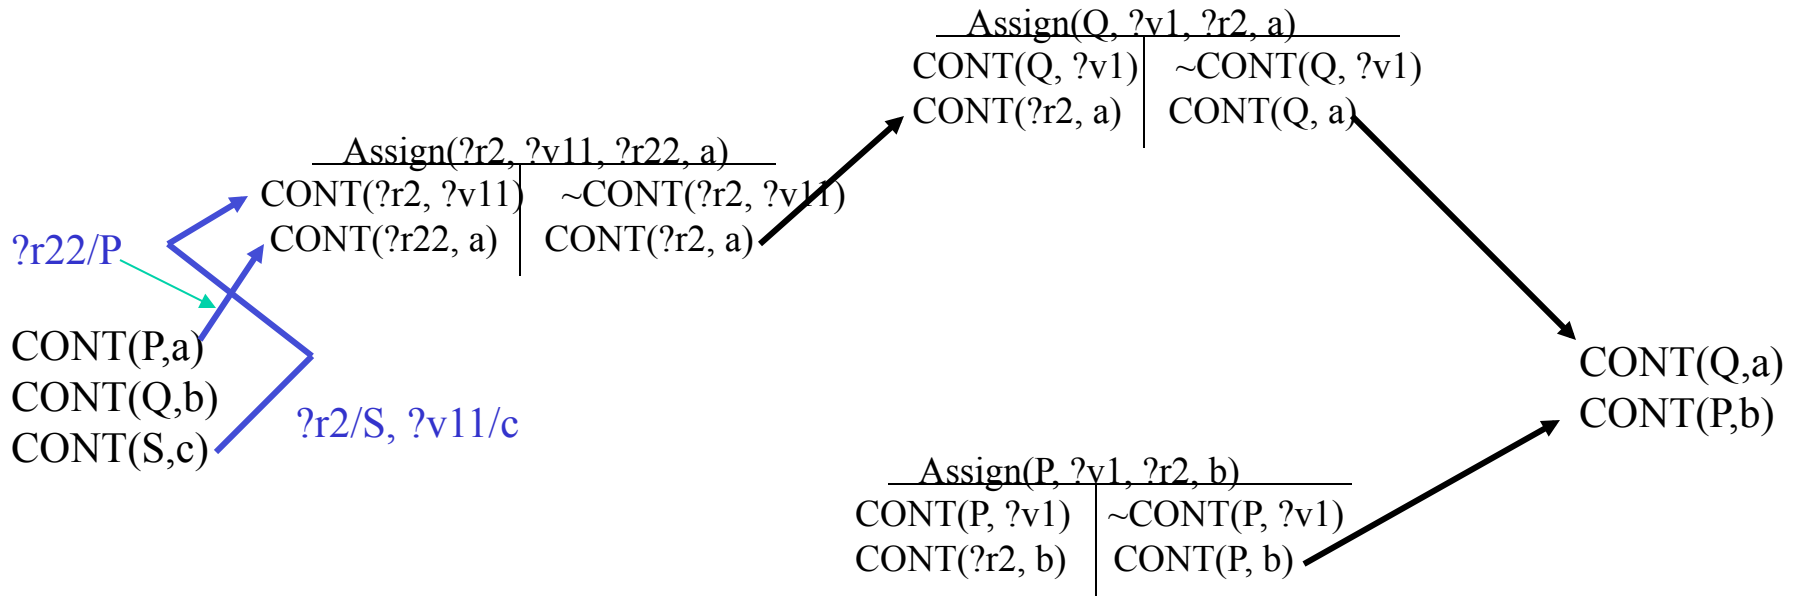 Assign(Q, ?v1, ?r2, a)
CONT(Q, ?v1) ~CONT(Q, ?v1)
CONT(?r2, a) CONT(Q, a)
Assign(?r2, ?v11, ?r22, a)
CONT(?r2, ?v11) ~CONT(?r2, ?v11)
CONT(?r22, a) CONT(?r2, a)
?r22/P
CONT(P,a)
CONT(Q,b)
CONT(S,c)
?r2/S, ?v11/c
CONT(Q,a)
CONT(P,b)
Assign(P, ?v1, ?r2, b)
CONT(P, ?v1) ~CONT(P, ?v1)
CONT(?r2, b) CONT(P, b)